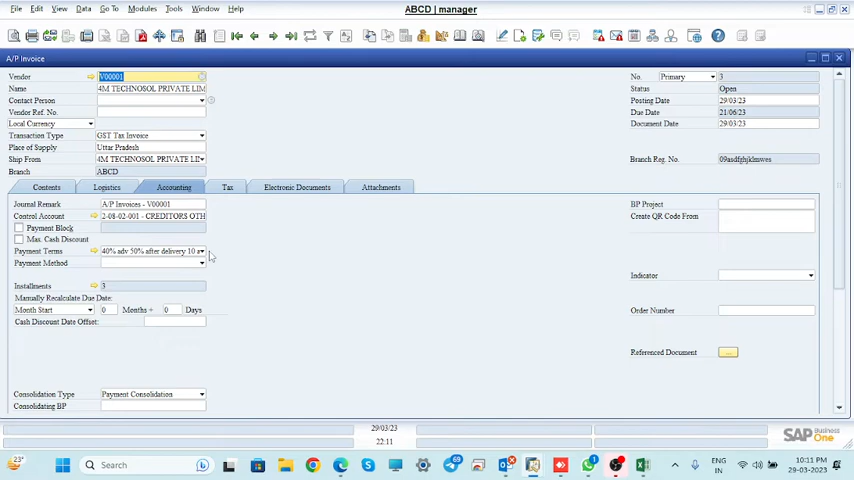 File Edit View Data Go To Modules Tools Window Help
ABCD | manager
A/P Invoice
Vendor V00001
Name 4M TECHNOSOL PRIVATE LIM
Contact Person
Vendor Ref. No.
Local Currency
Transaction Type GST Tax Invoice
Place of Supply Uttar Pradesh
Ship From 4M TECHNOSOL PRIVATE LI
Branch ABCD
No. Primary 3
Status Open
Posting Date 29/03/23
Due Date 21/06/23
Document Date 29/03/23
Branch Reg. No. 09asdfghjklmwes
Contents Logistics Accounting Tax Electronic Documents Attachments
Journal Remark A/P Invoices - V00001
Control Account 2-08-02-001 - CREDITORS OTH
Payment Block
Max. Cash Discount
Payment Terms 40% adv 50% after delivery 10 a
Payment Method
Installments 3
Manually Recalculate Due Date:
Month Start 0 Months + 0 Days
Cash Discount Date Offset:
Consolidation Type Payment Consolidation
Consolidating BP
BP Project
Create QR Code From
Indicator
Order Number
Referenced Document ...
29/03/23
22:11
SAP Business One
23°
Search
69
1
ENG
IN
10:11 PM
29-03-2023